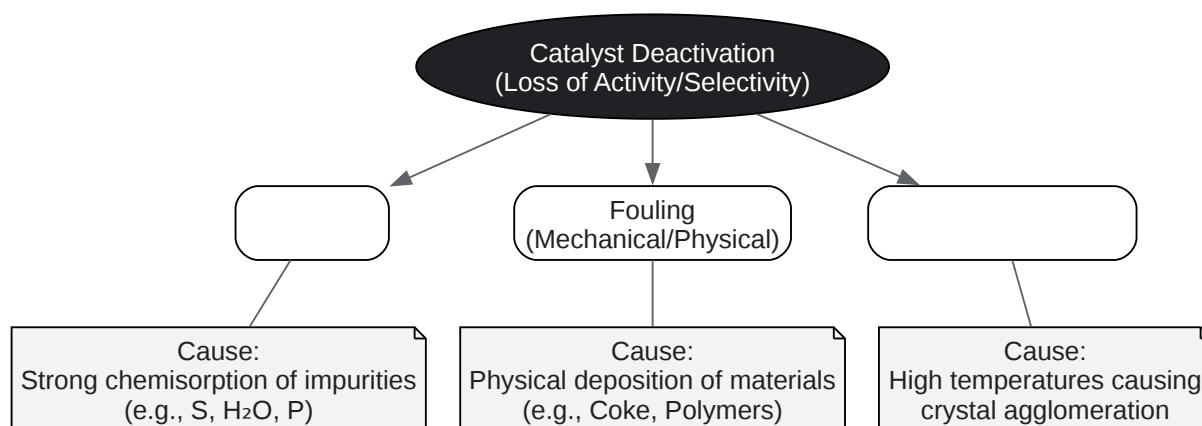 Catalyst Deactivation
(Loss of Activity/Selectivity)
Fouling
(Mechanical/Physical)
Cause:
Strong chemisorption of impurities
(e.g., S, H₂O, P)
Cause:
Physical deposition of materials
(e.g., Coke, Polymers)
Cause:
High temperatures causing
crystal agglomeration